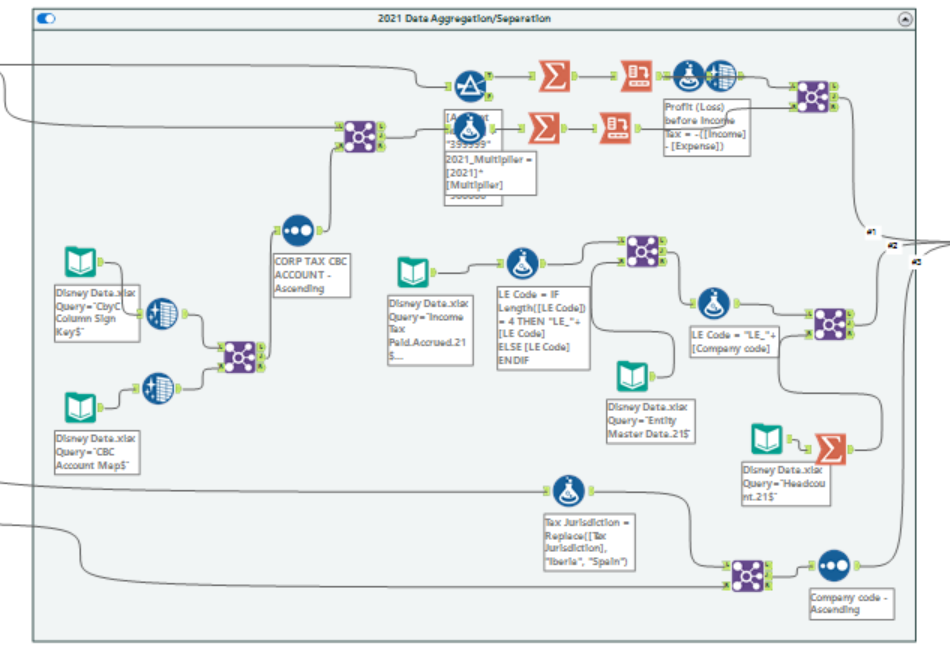 2021 Data Aggregation/Separation
Profit (Loss)
before Income
Tax = -([Income]
- [Expense])
"399999"
2021_Multiplier =
[2021]*
[Multiplier]
CORP TAX CBC
ACCOUNT -
Ascending
Disney Data.xlsx
Query=`CbyC
Column Sign
Key$`
Disney Data.xlsx
Query=`CBC
Account Map$`
Disney Data.xlsx
Query=`Income
Tax
Paid.Accrued.21
$...
LE Code = IF
Length([LE Code])
= 4 THEN "LE_"+
[LE Code]
ELSE [LE Code]
ENDIF
LE Code = "LE_"+
[Company code]
Disney Data.xlsx
Query=`Entity
Master Data.21$`
Disney Data.xlsx
Query=`Headcou
nt.21$`
#1
#2
#3
Tax Jurisdiction =
Replace([Tax
Jurisdiction],
"Iberia", "Spain")
Company code -
Ascending